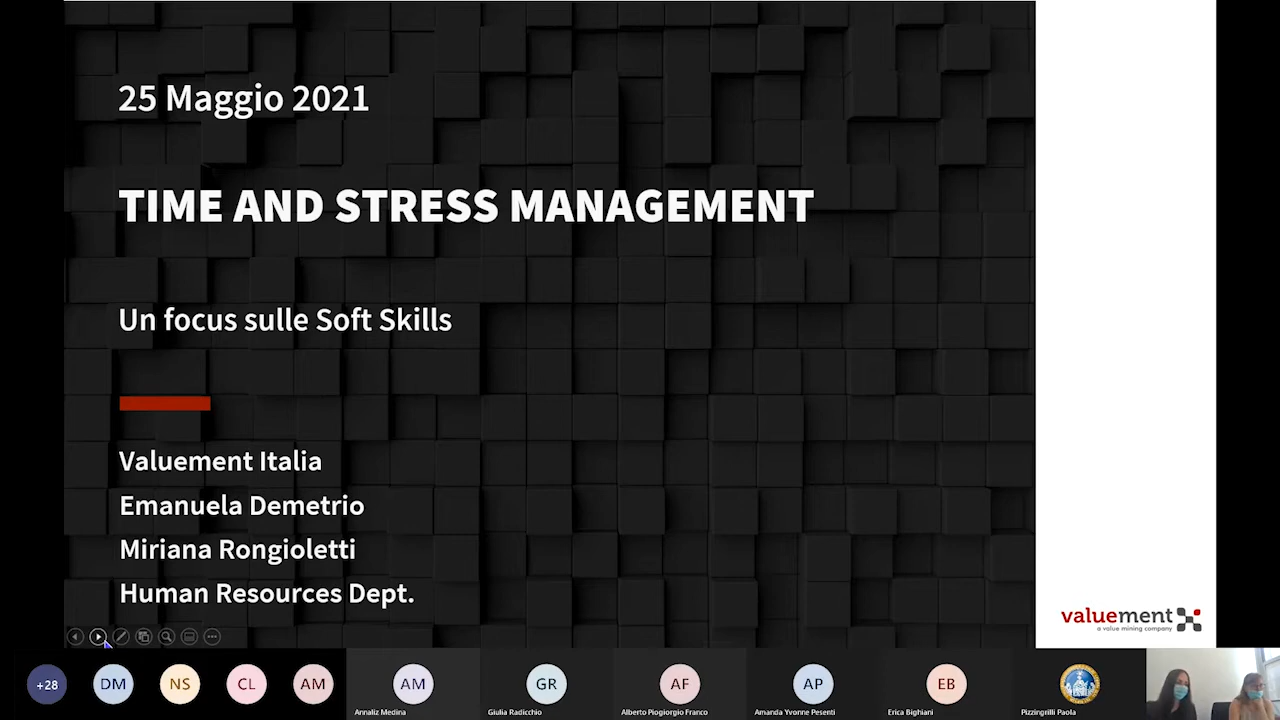 25 Maggio 2021
TIME AND STRESS MANAGEMENT
Un focus sulle Soft Skills
Valuement Italia
Emanuela Demetrio
Miriana Rongioletti
Human Resources Dept.
valuement
a value mining company
+28
DM
NS
CL
AM
AM
GR
AF
AP
EB
Annaliz Medina
Giulia Radicchio
Alberto Piogiorgio Franco
Amanda Yvonne Pesenti
Erica Bighiani
Pizzingrilli Paola